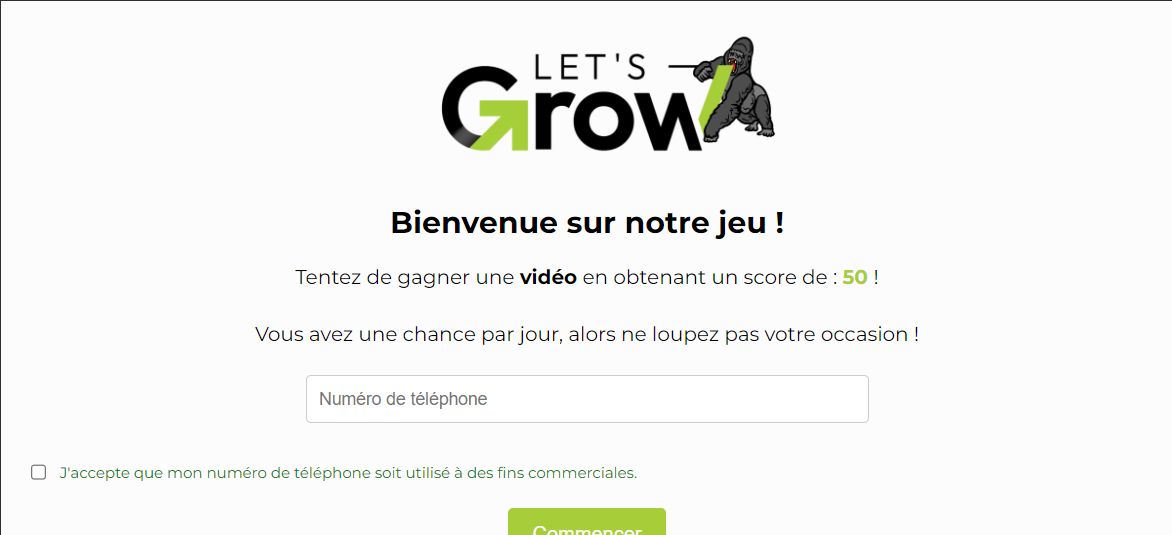 LET'S
Grow
Bienvenue sur notre jeu !
Tentez de gagner une vidéo en obtenant un score de : 50 !
Vous avez une chance par jour, alors ne loupez pas votre occasion !
Numéro de téléphone
J'accepte que mon numéro de téléphone soit utilisé à des fins commerciales.
Commencer